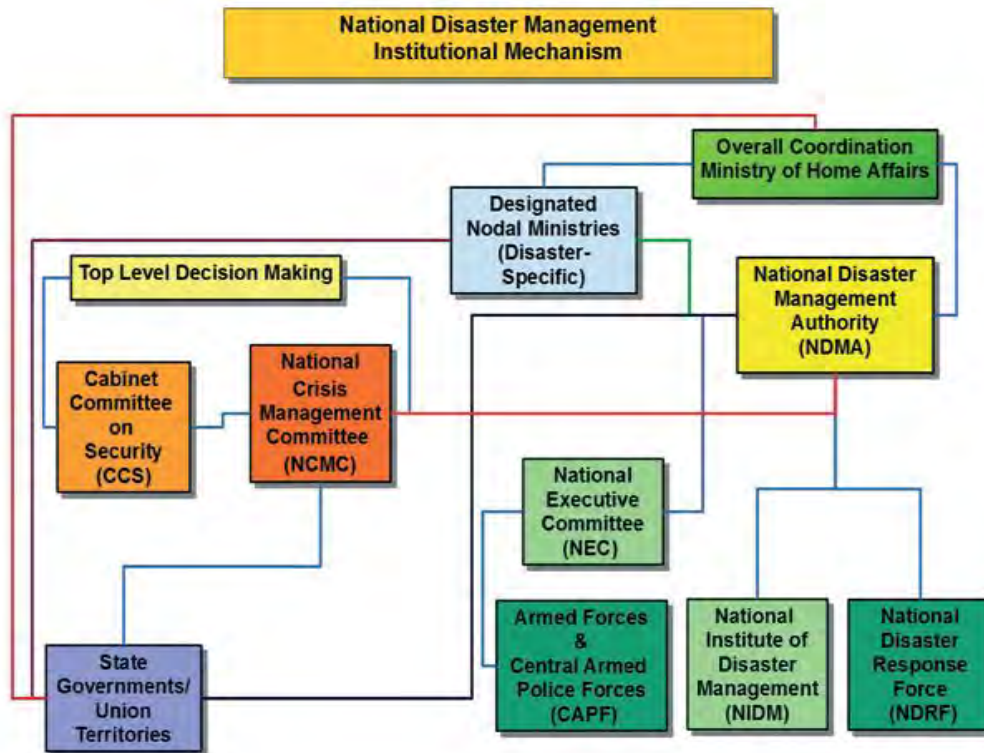 National Disaster Management
Institutional Mechanism
Overall Coordination
Ministry of Home Affairs
Designated
Nodal Ministries
(Disaster-
Specific)
Top Level Decision Making
National Disaster
Management
Authority
(NDMA)
Cabinet
Committee
on
Security
(CCS)
National
Crisis
Management
Committee
(NCMC)
National
Executive
Committee
(NEC)
State
Governments/
Union
Territories
Armed Forces
&
Central Armed
Police Forces
(CAPF)
National
Institute of
Disaster
Management
(NIDM)
National
Disaster
Response
Force
(NDRF)